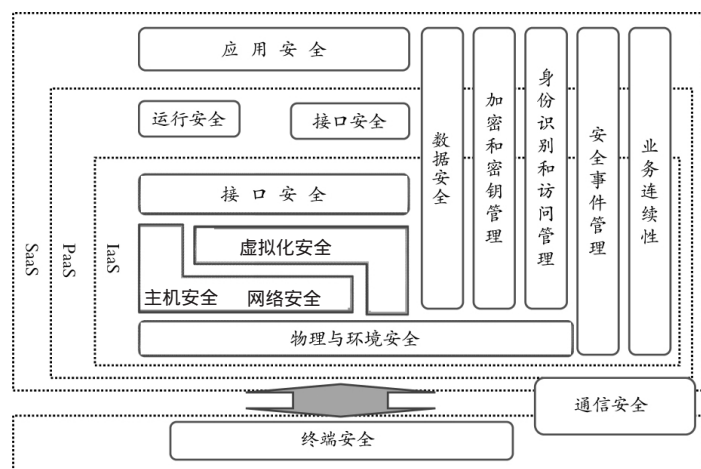 应用安全
运行安全
接口安全
接口安全
虚拟化安全
主机安全
网络安全
物理与环境安全
数据安全
加密和密钥管理
身份识别和访问管理
安全事件管理
业务连续性
SaaS
PaaS
IaaS
通信安全
终端安全